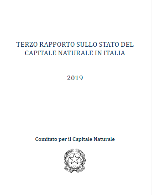 TERZO RAPPORTO SULLO STATO DEL
CAPITALE NATURALE IN ITALIA
2019
Comitato per il Capitale Naturale